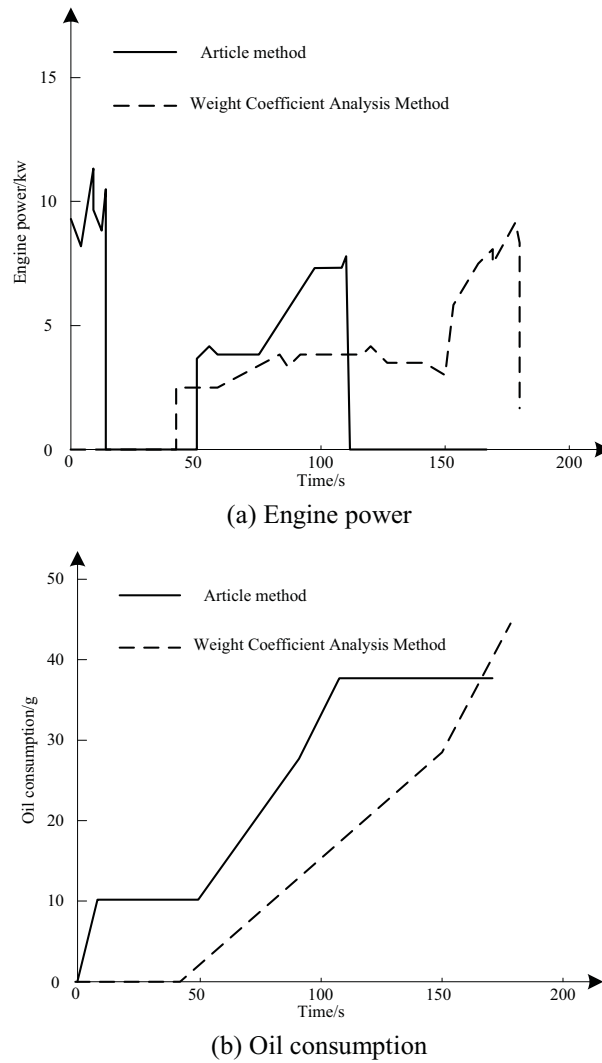 15
Article method
Weight Coefficient Analysis Method
10
Engine power/kw
5
0
0 50 100 150 200
Time/s
(a) Engine power
50
Article method
Weight Coefficient Analysis Method
40
30
Oil consumption/g
20
10
0
0 50 100 150 200
Time/s
(b) Oil consumption